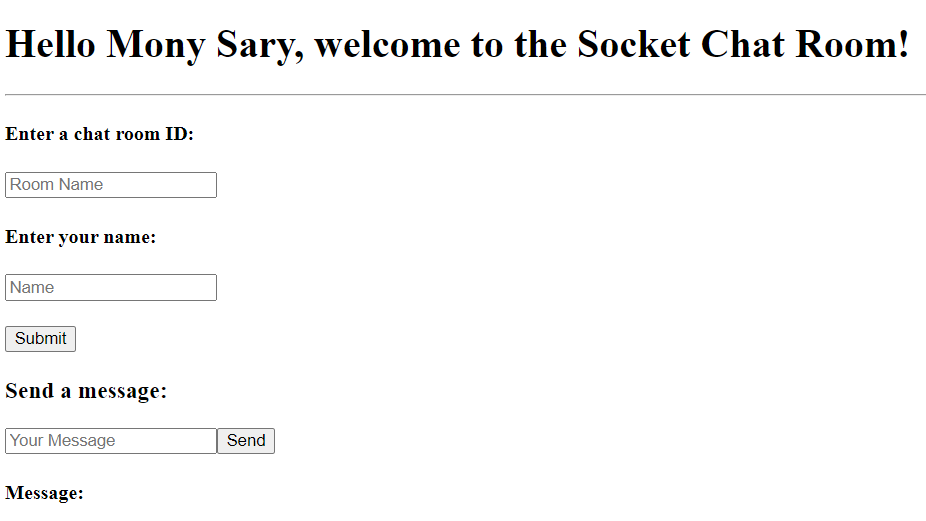 Hello Mony Sary, welcome to the Socket Chat Room!
Enter a chat room ID:
Room Name
Enter your name:
Name
Submit
Send a message:
Your Message Send
Message: